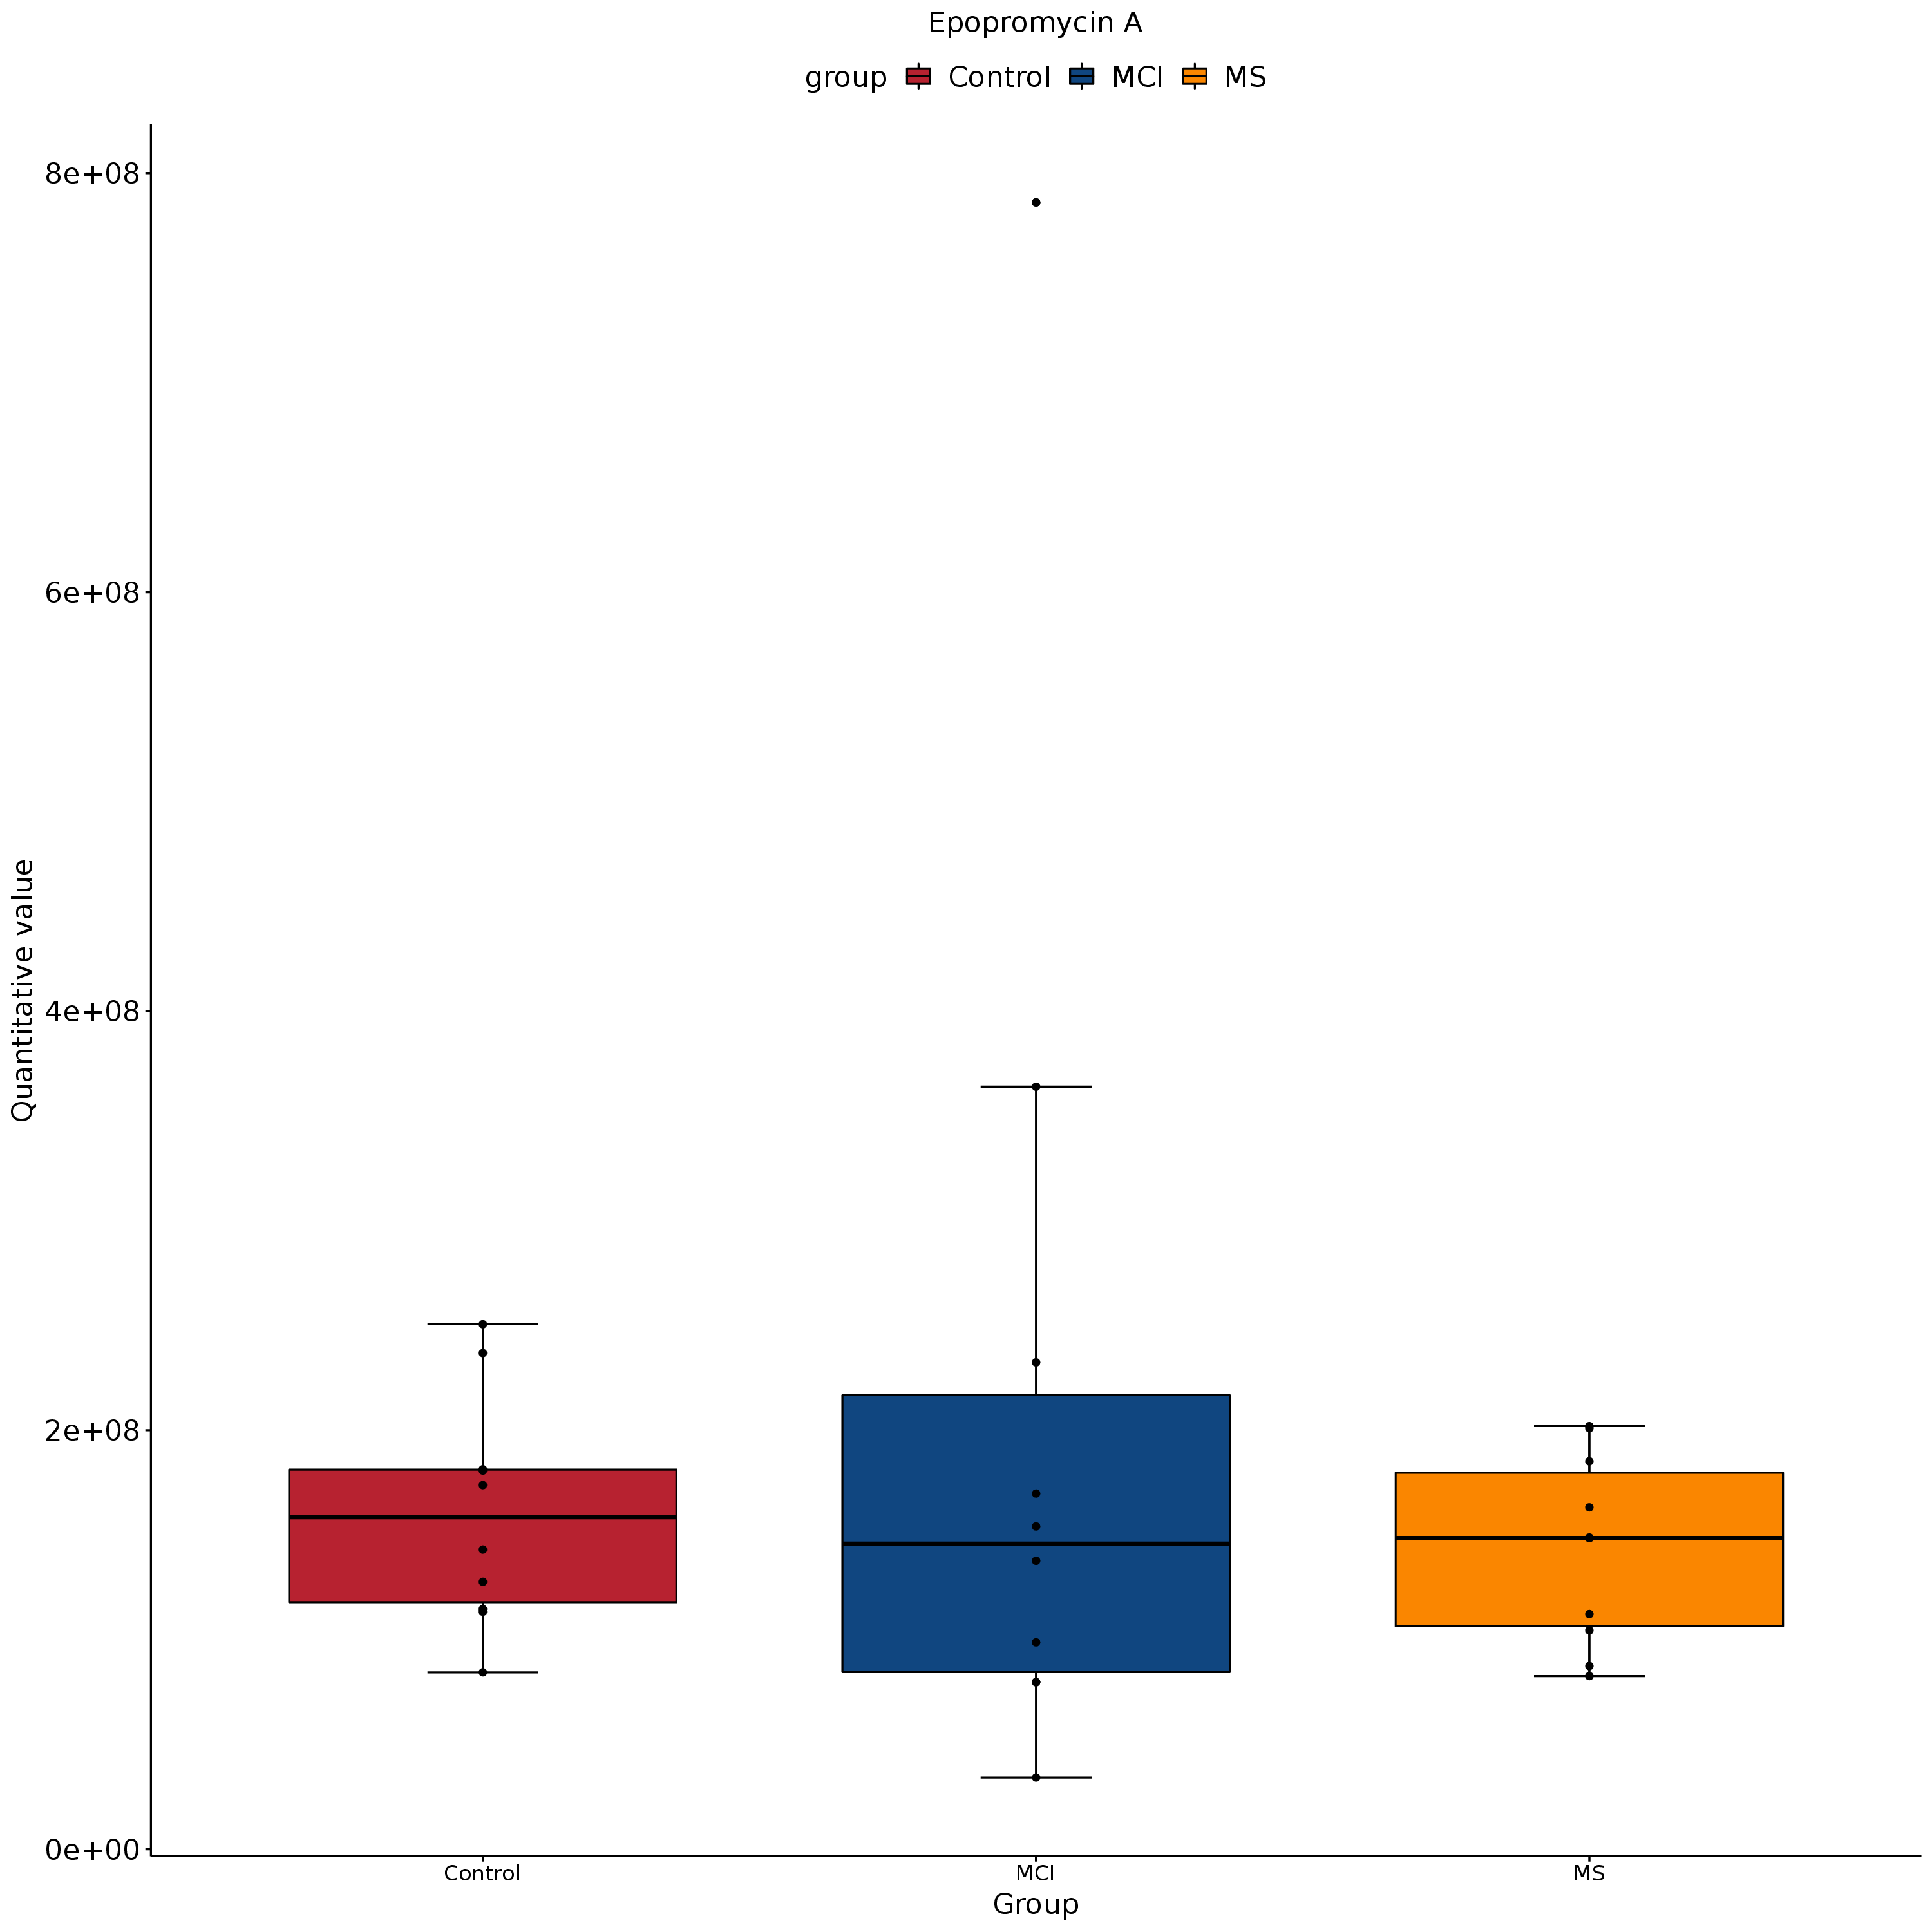 Epopromycin A
group Control MCI MS
8e+08
6e+08
4e+08
2e+08
0e+00
Quantitative value
Control MCI MS
Group